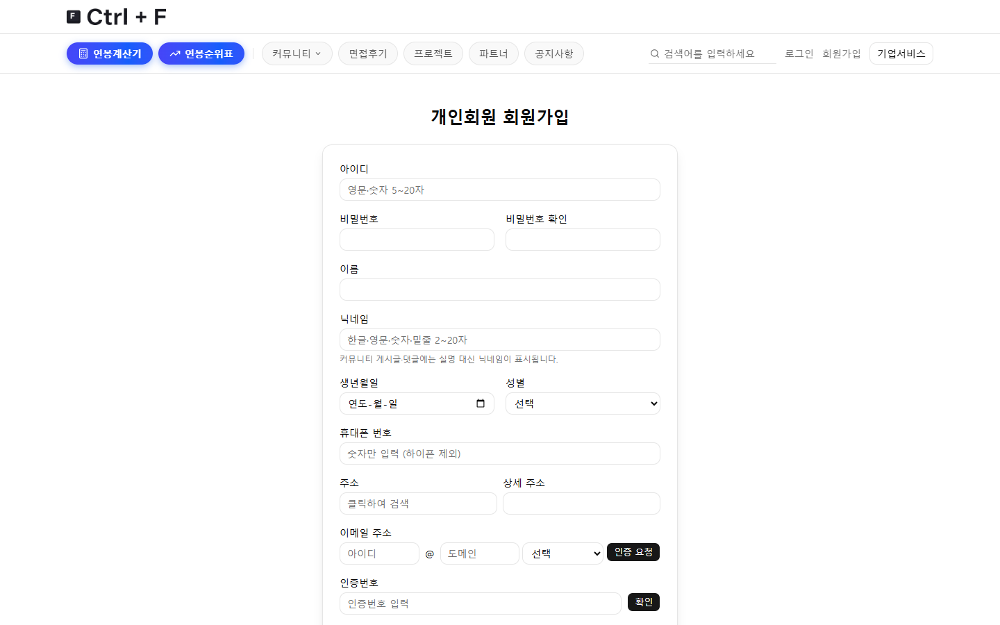 F Ctrl + F
연봉계산기 연봉순위표 커뮤니티 면접후기 프로젝트 파트너 공지사항 검색어를 입력하세요 로그인 회원가입 기업서비스
개인회원 회원가입
아이디
영문·숫자 5~20자
비밀번호 비밀번호 확인
이름
닉네임
한글·영문·숫자·밑줄 2~20자
커뮤니티 게시글·댓글에는 실명 대신 닉네임이 표시됩니다.
생년월일 성별
연도-월-일 선택
휴대폰 번호
숫자만 입력 (하이픈 제외)
주소 상세 주소
클릭하여 검색
이메일 주소
아이디 @ 도메인 선택 인증 요청
인증번호
인증번호 입력 확인